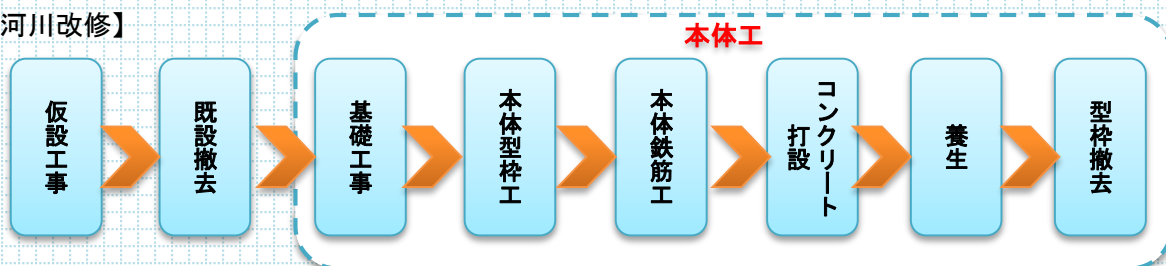 河川改修】
本体工
仮設工事
既設撤去
基礎工事
本体型枠工
本体鉄筋工
コンクリート
打設
養生
型枠撤去